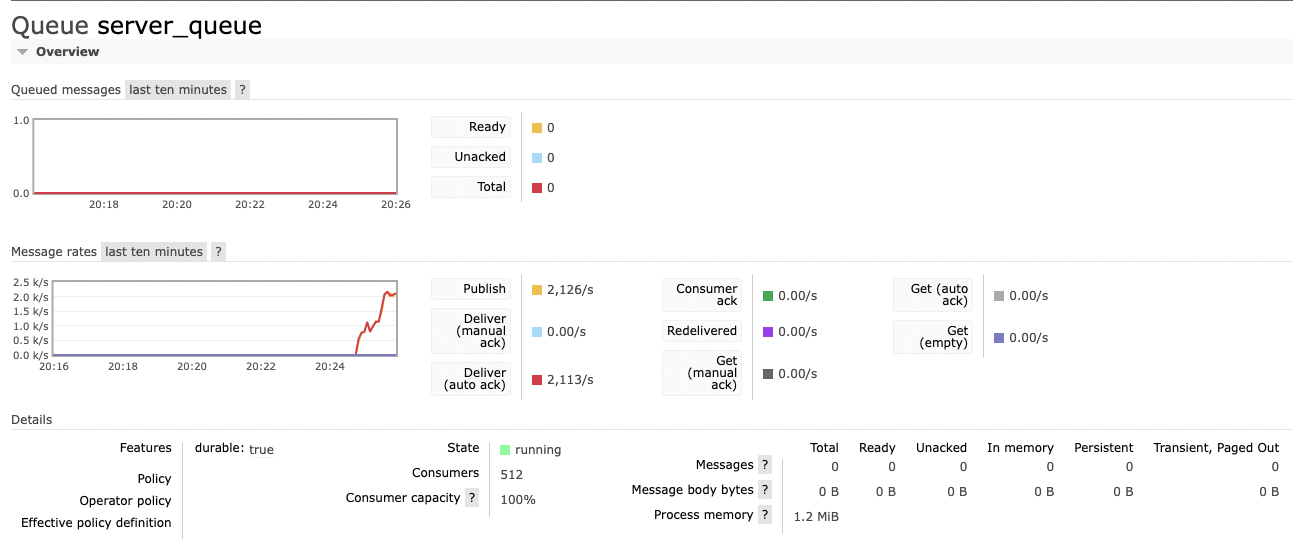 Queue server_queue
Overview
Queued messages last ten minutes ?
1.0
0.0
20:18 20:20 20:22 20:24 20:26
Ready 0
Unacked 0
Total 0
Message rates last ten minutes ?
2.5 k/s
2.0 k/s
1.5 k/s
1.0 k/s
0.5 k/s
0.0 k/s
20:16 20:18 20:20 20:22 20:24
Publish 2,126/s
Deliver
(manual 0.00/s
ack)
Deliver
(auto ack) 2,113/s
Consumer
ack 0.00/s
Redelivered 0.00/s
Get
(manual 0.00/s
ack)
Get (auto
ack) 0.00/s
Get
(empty) 0.00/s
Details
Features durable: true
Policy
Operator policy
Effective policy definition
State running
Consumers 512
Consumer capacity ? 100%
Total Ready Unacked In memory Persistent Transient, Paged Out
Messages ? 0 0 0 0 0 0
Message body bytes ? 0 B 0 B 0 B 0 B 0 B 0 B
Process memory ? 1.2 MiB